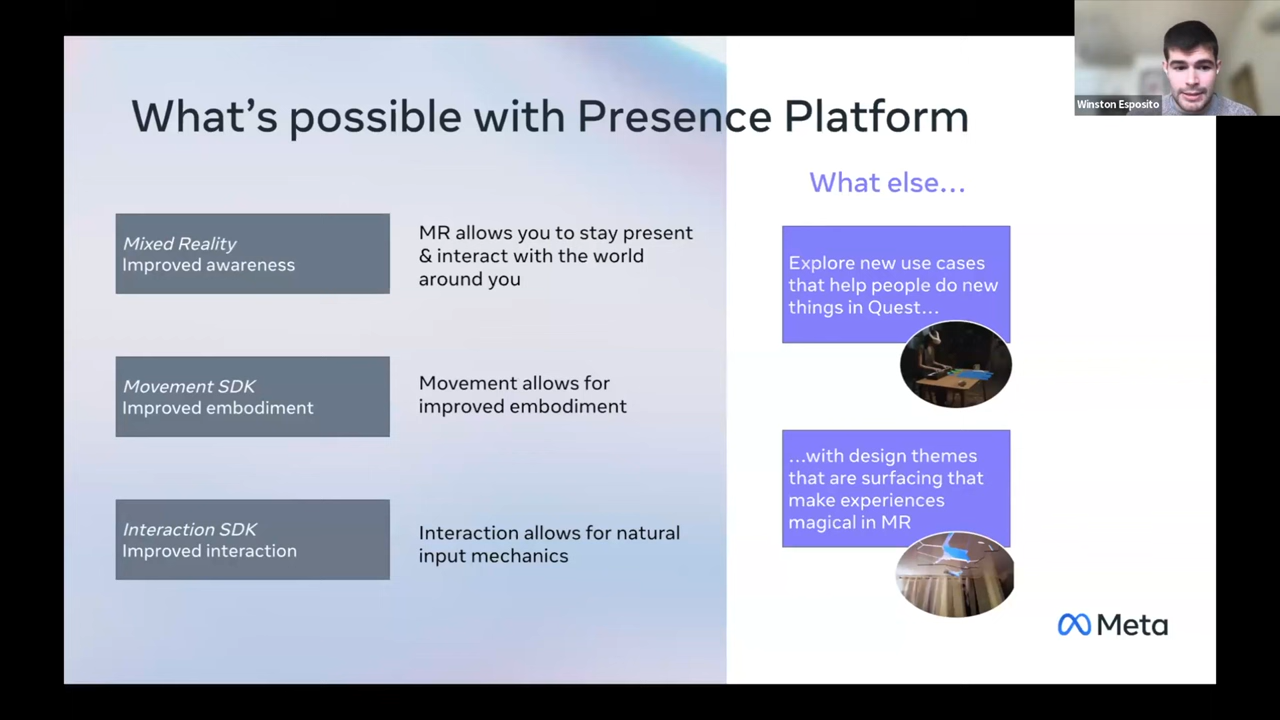 What's possible with Presence Platform
Winston Esposito
What else…
Mixed Reality
Improved awareness
MR allows you to stay present
& interact with the world
around you
Movement SDK
Improved embodiment
Movement allows for
improved embodiment
Interaction SDK
Improved interaction
Interaction allows for natural
input mechanics
Explore new use cases
that help people do new
things in Quest…
…with design themes
that are surfacing that
make experiences
magical in MR
Meta